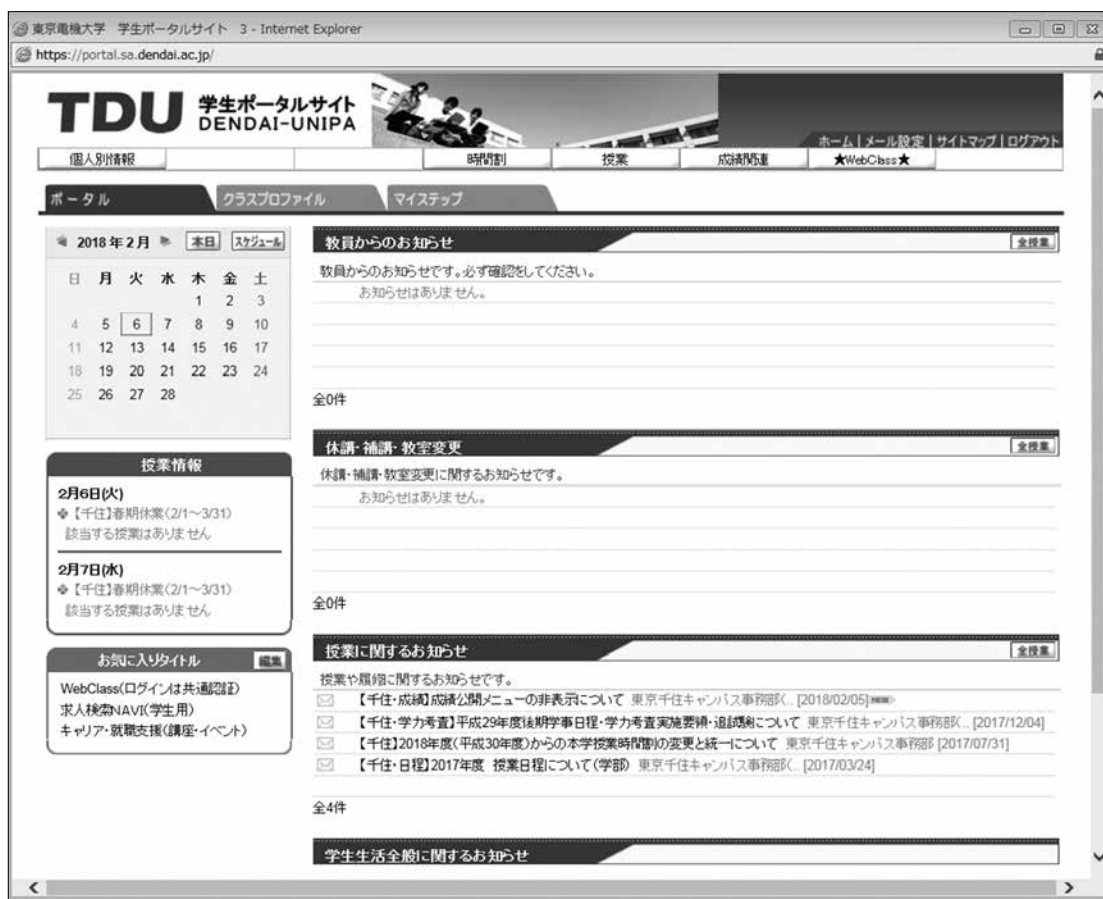 東京電機大学 学生ポータルサイト 3 - Internet Explorer
https://portal.sa.dendai.ac.jp/
TDU 学生ポータルサイト
DENDAI-UNIPA
ホーム | メール設定 | サイトマップ | ログアウト
個人別情報 時間割 授業 成績関連 ★WebClass★
ポータル クラスプロファイル マイステップ
2018年2月 本日 スケジュール
日 月 火 水 木 金 土
1 2 3
4 5 6 7 8 9 10
11 12 13 14 15 16 17
18 19 20 21 22 23 24
25 26 27 28
授業情報
2月6日(火)
【千住】春期休業(2/1～3/31)
該当する授業はありません
2月7日(水)
【千住】春期休業(2/1～3/31)
該当する授業はありません
お気に入りタイトル 編集
WebClass(ログインは共通認証)
求人検索NAVI(学生用)
キャリア・就職支援(講座・イベント)
教員からのお知らせ 全授業
教員からのお知らせです。必ず確認をしてください。
お知らせはありません。
全0件
休講・補講・教室変更 全授業
休講・補講・教室変更に関するお知らせです。
お知らせはありません。
全0件
授業に関するお知らせ 全授業
授業や履修に関するお知らせです。
【千住・成績】成績公開メニューの非表示について 東京千住キャンパス事務部(.. [2018/02/05] NEW
【千住・学力考査】平成29年度後期学事日程・学力考査実施要領・追試験について 東京千住キャンパス事務部(.. [2017/12/04]
【千住】2018年度(平成30年度)からの本学授業時間割の変更と統一について 東京千住キャンパス事務部 [2017/07/31]
【千住・日程】2017年度 授業日程について(学部) 東京千住キャンパス事務部(.. [2017/03/24]
全4件
学生生活全般に関するお知らせ